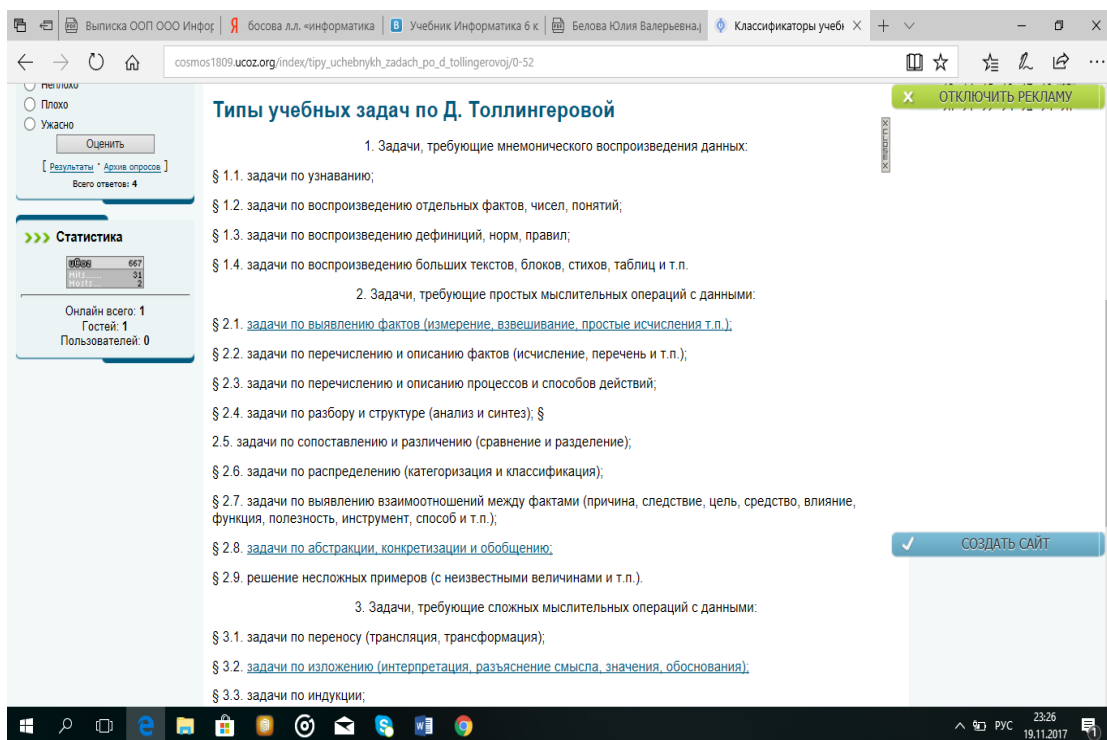 Выписка ООП ООО Инфор
босова л.л. «информатика
Учебник Информатика 6 к
Белова Юлия Валерьевна.
Классификаторы учебн
cosmos1809.ucoz.org/index/tipy_uchebnykh_zadach_po_d_tollingerovoj/0-52
Неплохо
Плохо
Ужасно
Оценить
[ Результаты · Архив опросов ]
Всего ответов: 4
>>> Статистика
uCoz 667
Hits 31
Hosts 2
Онлайн всего: 1
Гостей: 1
Пользователей: 0
Типы учебных задач по Д. Толлингеровой
1. Задачи, требующие мнемонического воспроизведения данных:
§ 1.1. задачи по узнаванию;
§ 1.2. задачи по воспроизведению отдельных фактов, чисел, понятий;
§ 1.3. задачи по воспроизведению дефиниций, норм, правил;
§ 1.4. задачи по воспроизведению больших текстов, блоков, стихов, таблиц и т.п.
2. Задачи, требующие простых мыслительных операций с данными:
§ 2.1. задачи по выявлению фактов (измерение, взвешивание, простые исчисления т.п.);
§ 2.2. задачи по перечислению и описанию фактов (исчисление, перечень и т.п.);
§ 2.3. задачи по перечислению и описанию процессов и способов действий;
§ 2.4. задачи по разбору и структуре (анализ и синтез); §
2.5. задачи по сопоставлению и различению (сравнение и разделение);
§ 2.6. задачи по распределению (категоризация и классификация);
§ 2.7. задачи по выявлению взаимоотношений между фактами (причина, следствие, цель, средство, влияние,
функция, полезность, инструмент, способ и т.п.);
§ 2.8. задачи по абстракции, конкретизации и обобщению;
§ 2.9. решение несложных примеров (с неизвестными величинами и т.п.).
3. Задачи, требующие сложных мыслительных операций с данными:
§ 3.1. задачи по переносу (трансляция, трансформация);
§ 3.2. задачи по изложению (интерпретация, разъяснение смысла, значения, обоснования);
§ 3.3. задачи по индукции;
ОТКЛЮЧИТЬ РЕКЛАМУ
СОЗДАТЬ САЙТ
РУС
23:26
19.11.2017